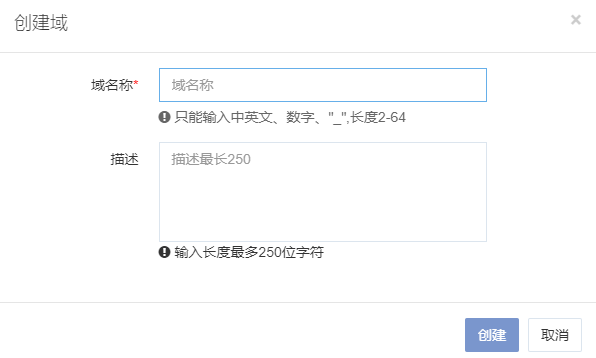 创建域 ×
域名称* 域名称
只能输入中英文、数字、"_",长度2-64
描述 描述最长250
输入长度最多250位字符
创建 取消